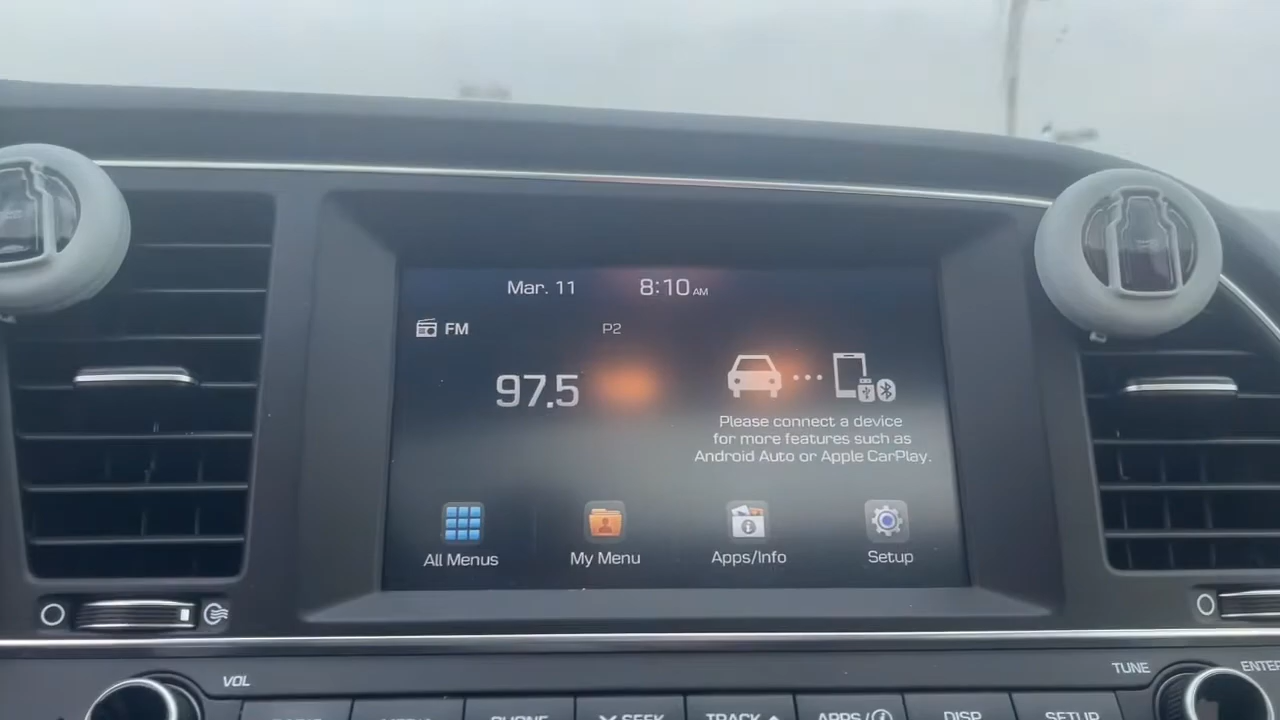 Mar. 11 8:10 AM
FM P2
97.5
Please connect a device
for more features such as
Android Auto or Apple CarPlay.
All Menus My Menu Apps/Info Setup
VOL TUNE
PHONE SEEK TRACK APPS/ DISP SETUP